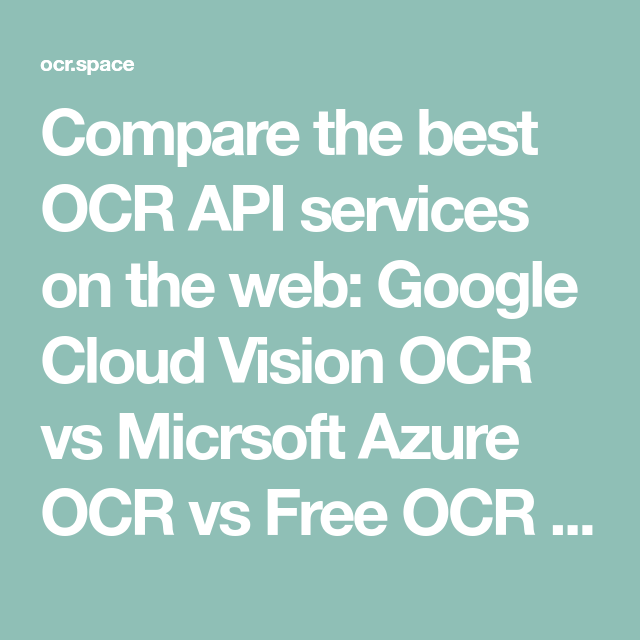 ocr.space
Compare the best
OCR API services
on the web: Google
Cloud Vision OCR
vs Micrsoft Azure
OCR vs Free OCR ...